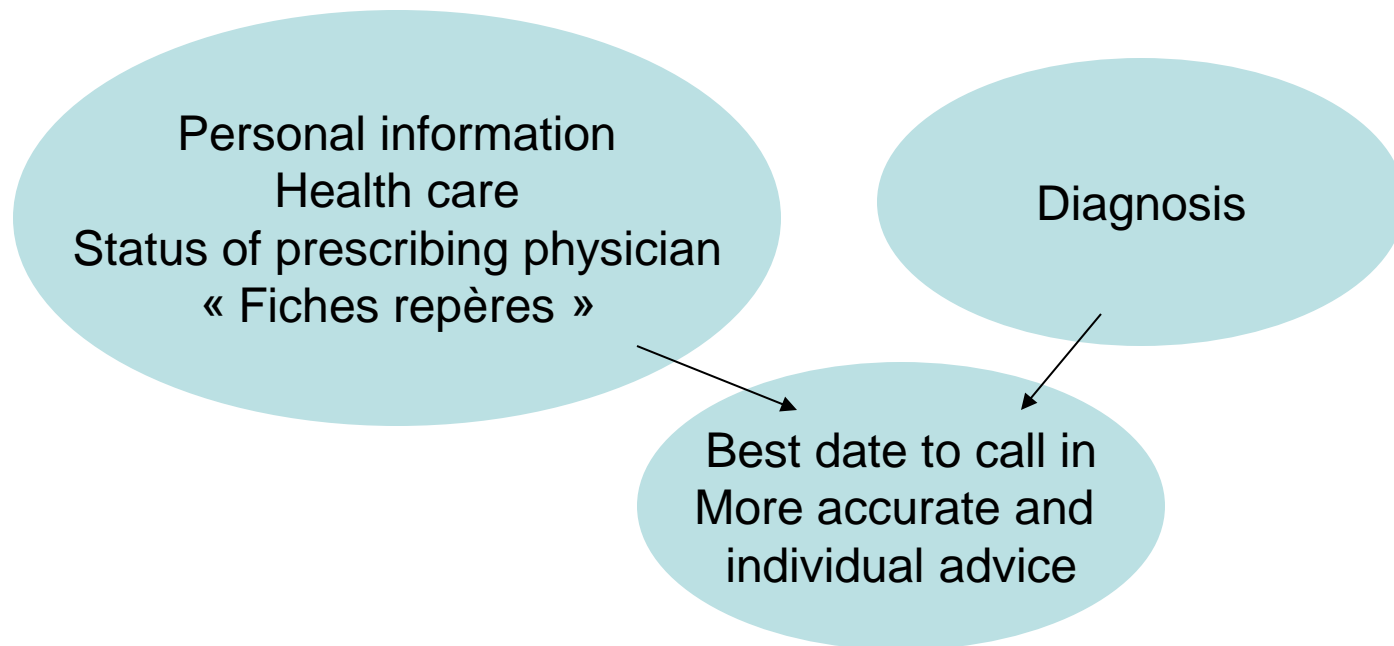 Personal information
Health care
Status of prescribing physician
« Fiches repères »
Diagnosis
Best date to call in
More accurate and
individual advice